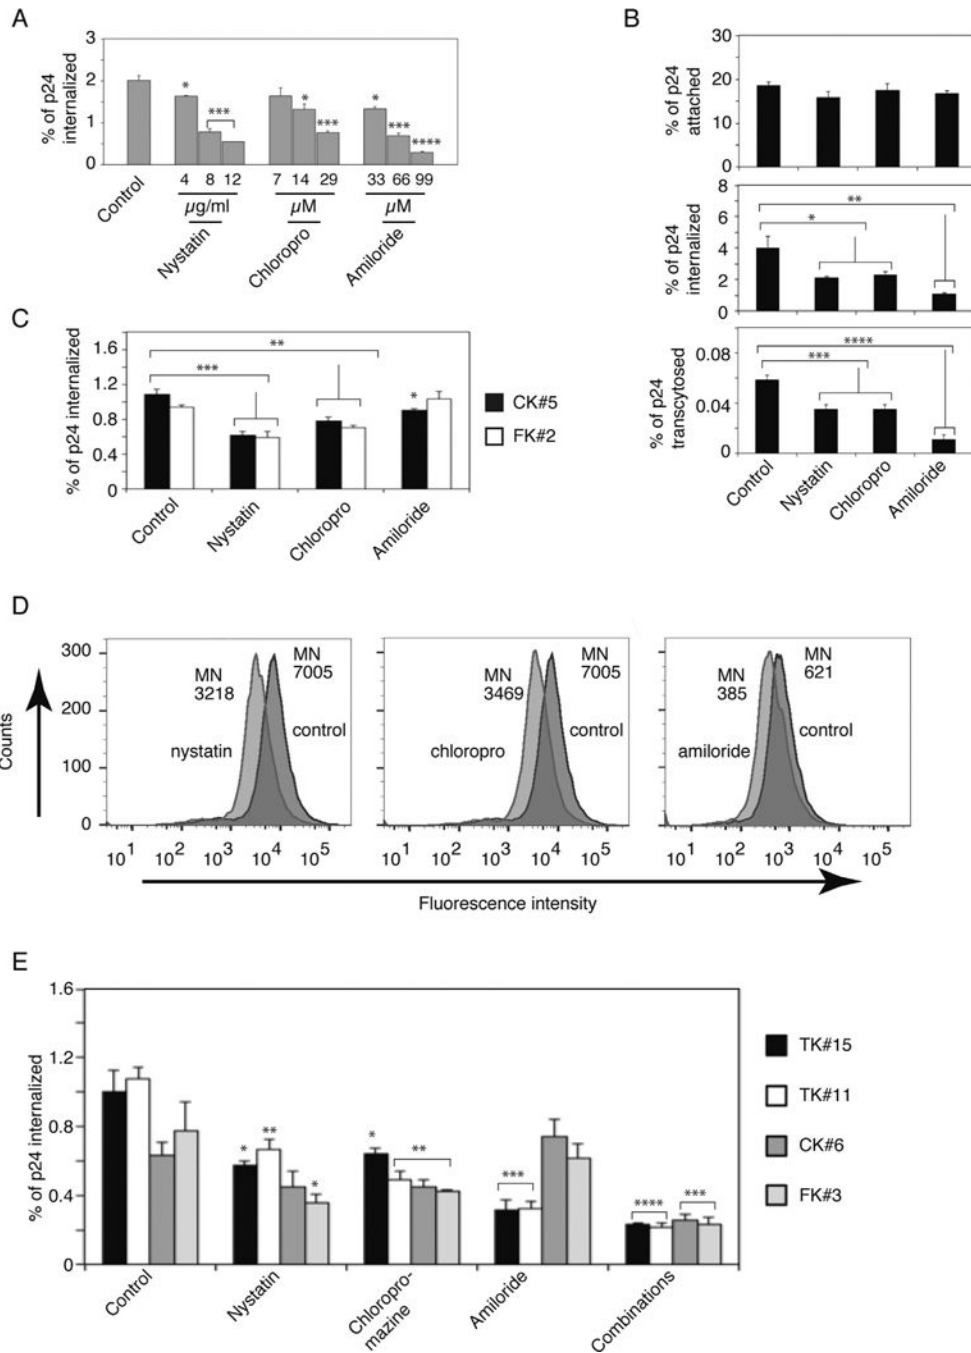 A
% of p24
internalized
3
2
1
0
*
***
*
***
*
***
****
Control
4 8 12
7 14 29
33 66 99
µg/ml
µM
µM
Nystatin
Chloropro
Amiloride
B
% of p24
attached
30
20
10
0
% of p24
internalized
8
6
4
2
0
**
*
% of p24
transcytosed
0.08
0.04
0
****
***
Control
Nystatin
Chloropro
Amiloride
C
% of p24 internalized
1.6
1.2
0.8
0.4
0
**
***
*
Control
Nystatin
Chloropro
Amiloride
CK#5
FK#2
D
Counts
300
200
100
0
MN
3218
MN
7005
nystatin
control
10¹ 10² 10³ 10⁴ 10⁵
MN
3469
MN
7005
chloropro
control
10¹ 10² 10³ 10⁴ 10⁵
MN
385
MN
621
amiloride
control
10¹ 10² 10³ 10⁴ 10⁵
Fluorescence intensity
E
% of p24 internalized
1.6
1.2
0.8
0.4
0
*
**
*
*
**
***
****
***
Control
Nystatin
Chloropro-
mazine
Amiloride
Combinations
TK#15
TK#11
CK#6
FK#3